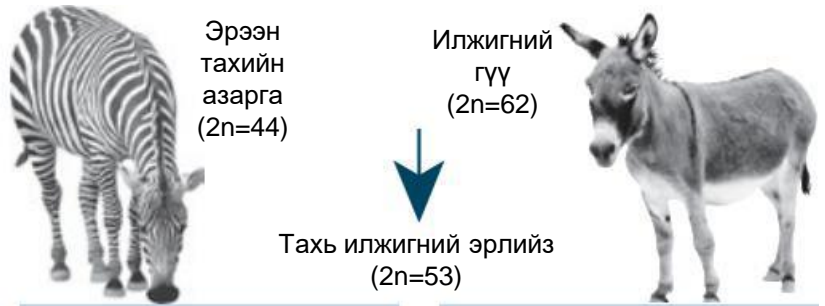 Эрээн
тахийн
азарга
(2n=44)
Илжигний
гүү
(2n=62)
Тахь илжигний эрлийз
(2n=53)